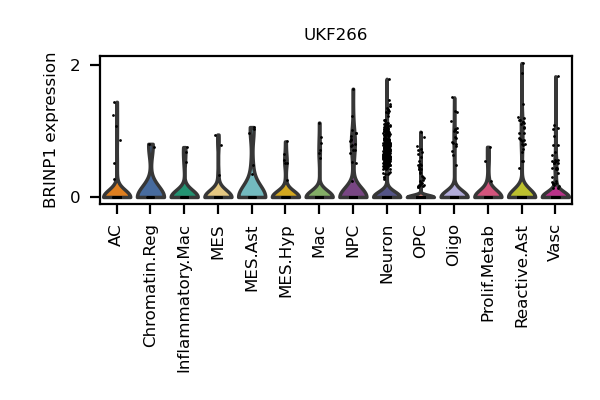 UKF266
BRINP1 expression
2
0
AC
Chromatin.Reg
Inflammatory.Mac
MES
MES.Ast
MES.Hyp
Mac
NPC
Neuron
OPC
Oligo
Prolif.Metab
Reactive.Ast
Vasc